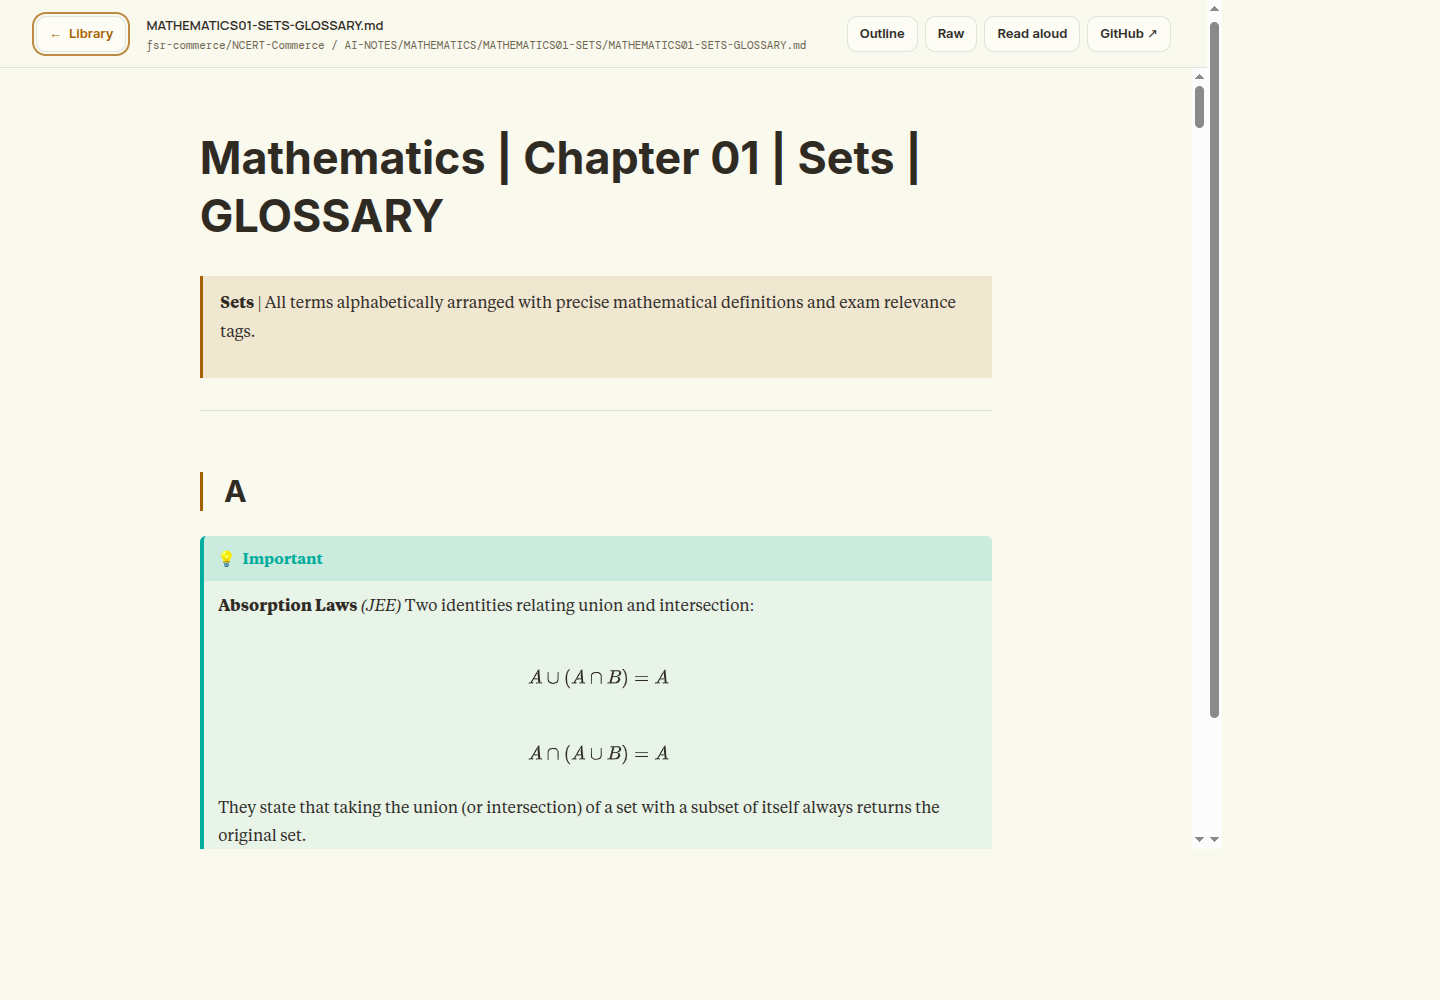 ← Library
MATHEMATICS01-SETS-GLOSSARY.md
fsr-commerce/NCERT-Commerce / AI-NOTES/MATHEMATICS/MATHEMATICS01-SETS/MATHEMATICS01-SETS-GLOSSARY.md
Outline
Raw
Read aloud
GitHub ↗
Mathematics | Chapter 01 | Sets |
GLOSSARY
Sets | All terms alphabetically arranged with precise mathematical definitions and exam relevance
tags.
A
💡 Important
Absorption Laws (JEE) Two identities relating union and intersection:
A ∪ (A ∩ B) = A
A ∩ (A ∪ B) = A
They state that taking the union (or intersection) of a set with a subset of itself always returns the
original set.